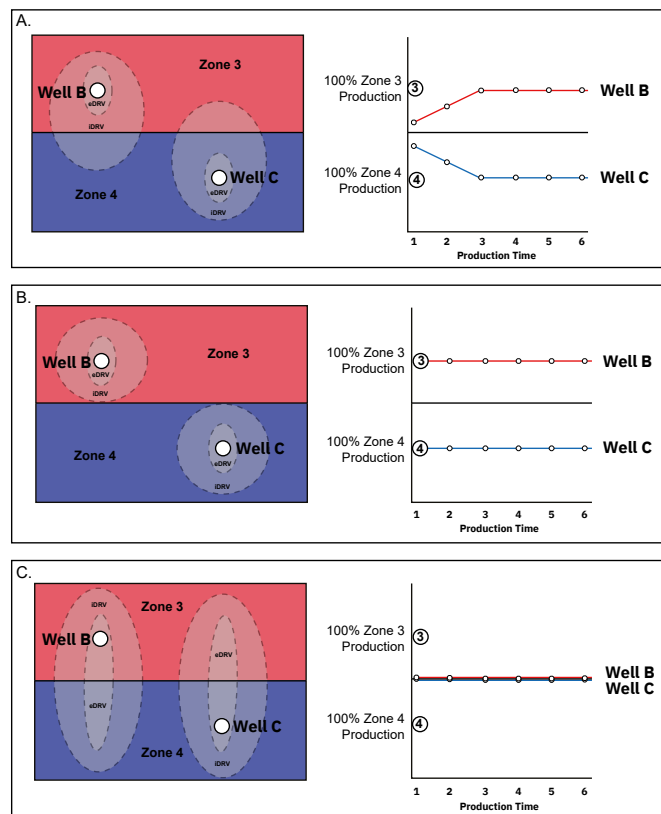 A.
Zone 3
Well B
eDRV
iDRV
Well C
Zone 4
eDRV
iDRV
100% Zone 3
Production
3
Well B
100% Zone 4
Production
4
Well C
1 2 3 4 5 6
Production Time
B.
Well B
Zone 3
eDRV
iDRV
Zone 4
Well C
eDRV
iDRV
100% Zone 3
Production
3
Well B
100% Zone 4
Production
4
Well C
1 2 3 4 5 6
Production Time
C.
iDRV
Zone 3
Well B
eDRV
eDRV
Well C
Zone 4
iDRV
100% Zone 3
Production
3
Well B
Well C
100% Zone 4
Production
4
1 2 3 4 5 6
Production Time